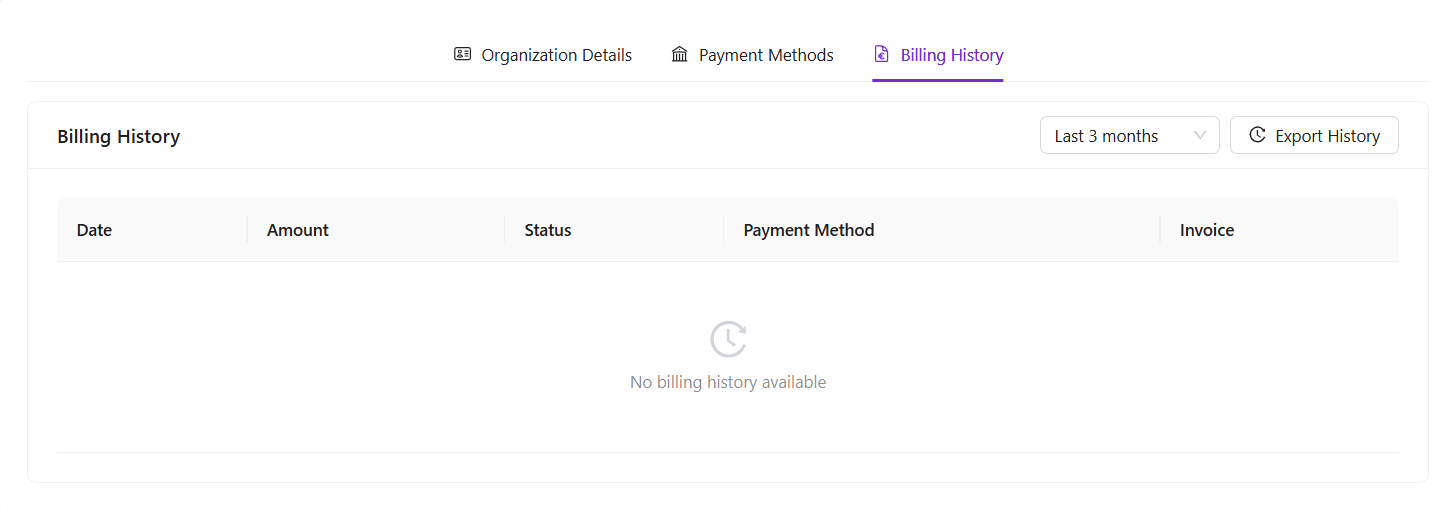 Organization Details Payment Methods Billing History
Billing History Last 3 months Export History
Date Amount Status Payment Method Invoice
No billing history available